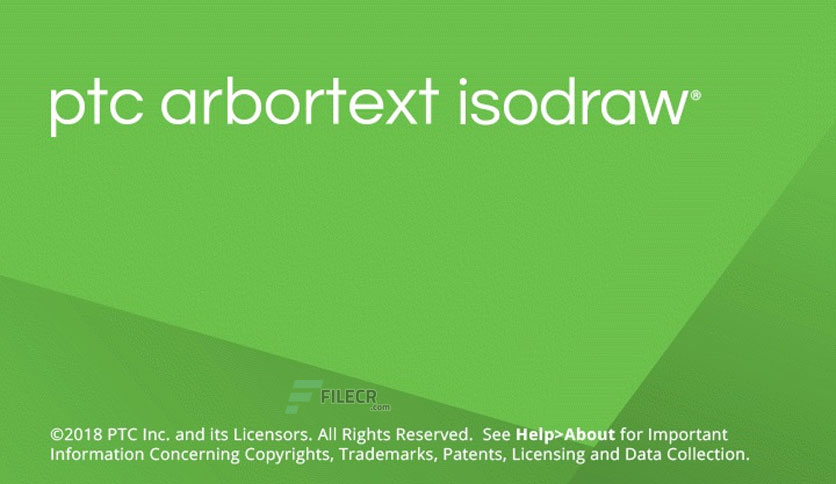 ptc arbortext isodraw®
FILECR
.com
©2018 PTC Inc. and its Licensors. All Rights Reserved.  See Help>About for Important
Information Concerning Copyrights, Trademarks, Patents, Licensing and Data Collection.